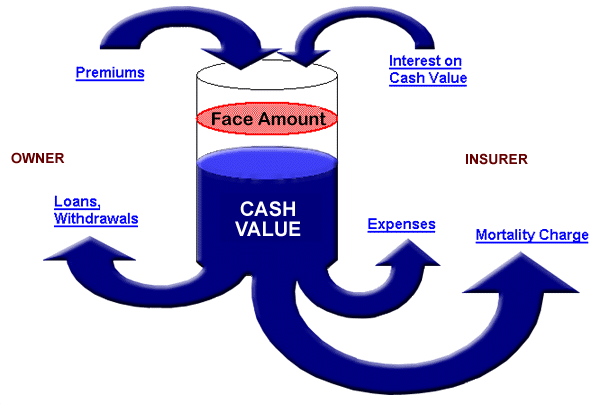 Premiums
Interest on
Cash Value
Face Amount
OWNER
INSURER
Loans,
Withdrawals
CASH
VALUE
Expenses
Mortality Charge